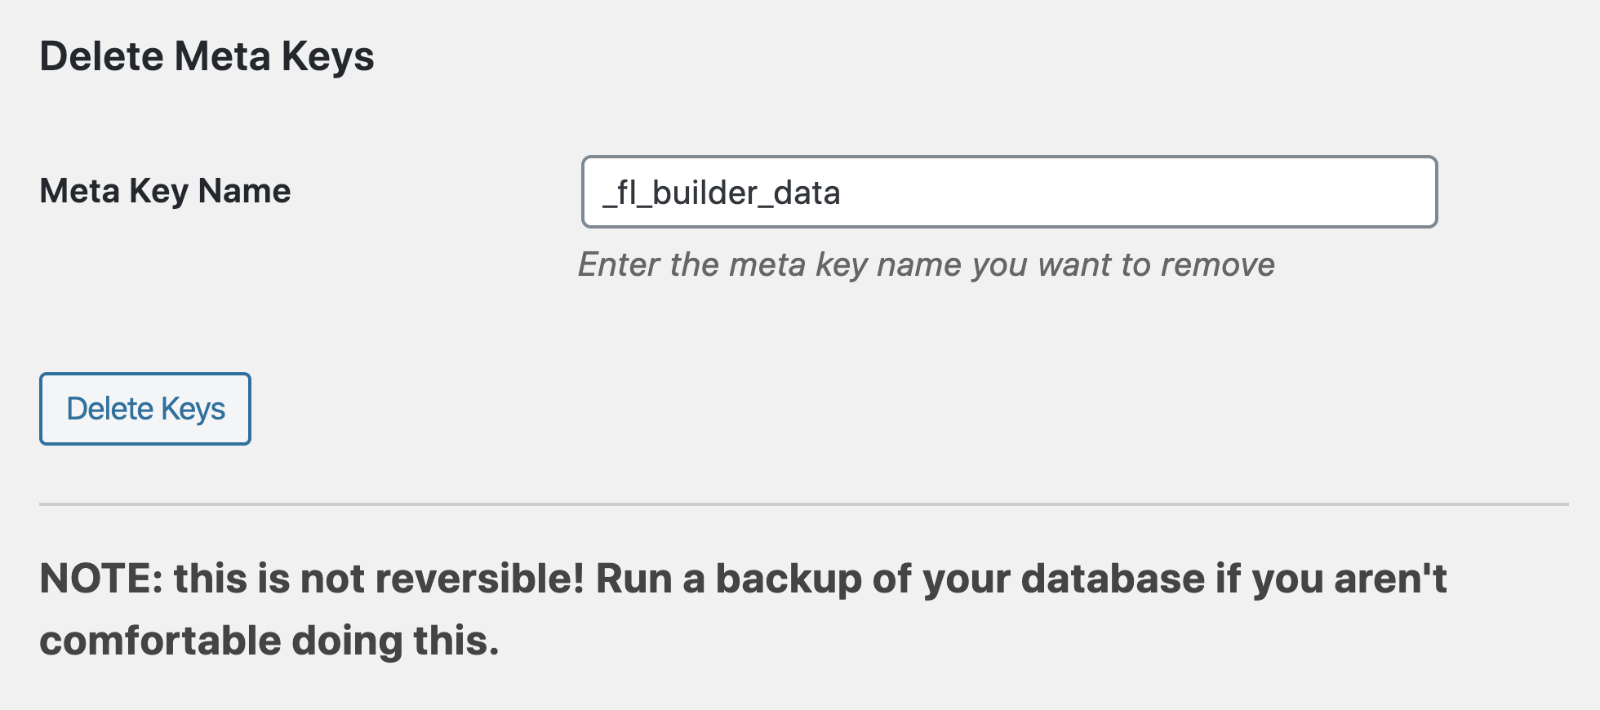 Delete Meta Keys
Meta Key Name
_fl_builder_data
Enter the meta key name you want to remove
Delete Keys
NOTE: this is not reversible! Run a backup of your database if you aren't
comfortable doing this.